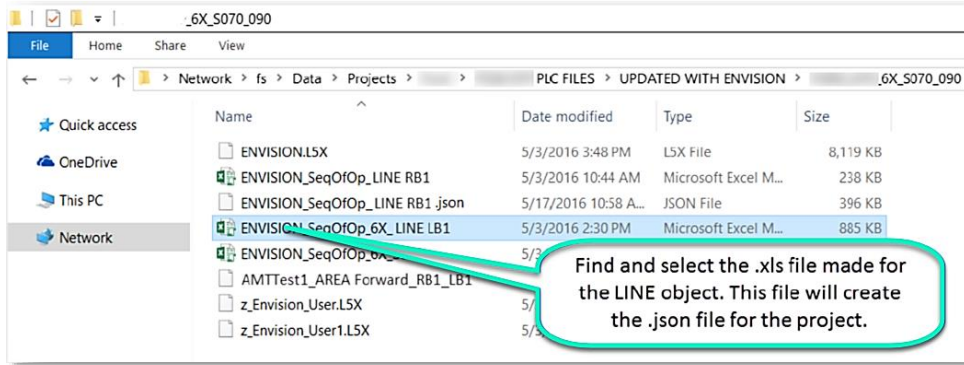 _6X_S070_090
File Home Share View
Network > fs > Data > Projects > > PLC FILES > UPDATED WITH ENVISION > _6X_S070_090
Quick access
OneDrive
This PC
Network
Name Date modified Type Size
ENVISION.L5X 5/3/2016 3:48 PM L5X File 8,119 KB
ENVISION_SeqOfOp_LINE RB1 5/3/2016 10:44 AM Microsoft Excel M... 238 KB
ENVISION_SeqOfOp_LINE RB1 .json 5/17/2016 10:58 A... JSON File 396 KB
ENVISION_SeqOfOp_6X_LINE LB1 5/3/2016 2:30 PM Microsoft Excel M... 885 KB
ENVISION_SeqOfOp_6X_
AMTTest1_AREA Forward_RB1_LB1
z_Envision_User.L5X
z_Envision_User1.L5X
Find and select the .xls file made for
the LINE object. This file will create
the .json file for the project.